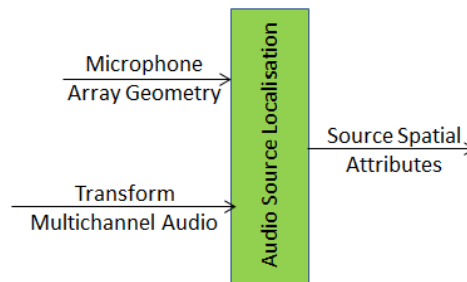 Microphone
Array Geometry
Transform
Multichannel Audio
Audio Source Localisation
Source Spatial
Attributes